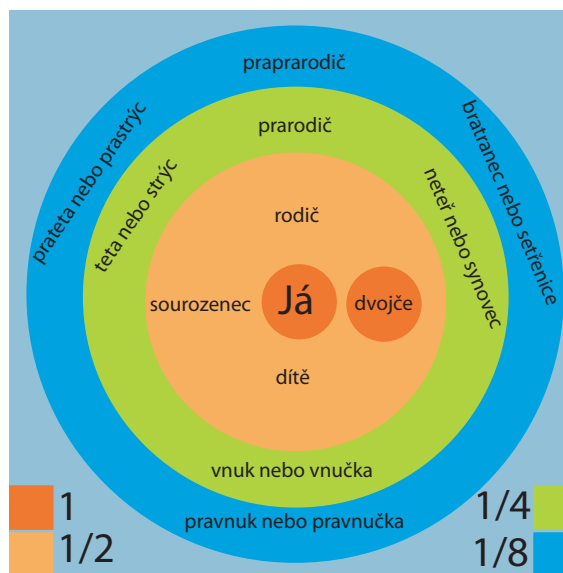 praprarodič
prateta nebo prastrýc
bratranec nebo setřenice
prarodič
teta nebo strýc
neteř nebo synovec
rodič
sourozenec
Já
dvojče
dítě
vnuk nebo vnučka
pravnuk nebo pravnučka
1
1/2
1/4
1/8